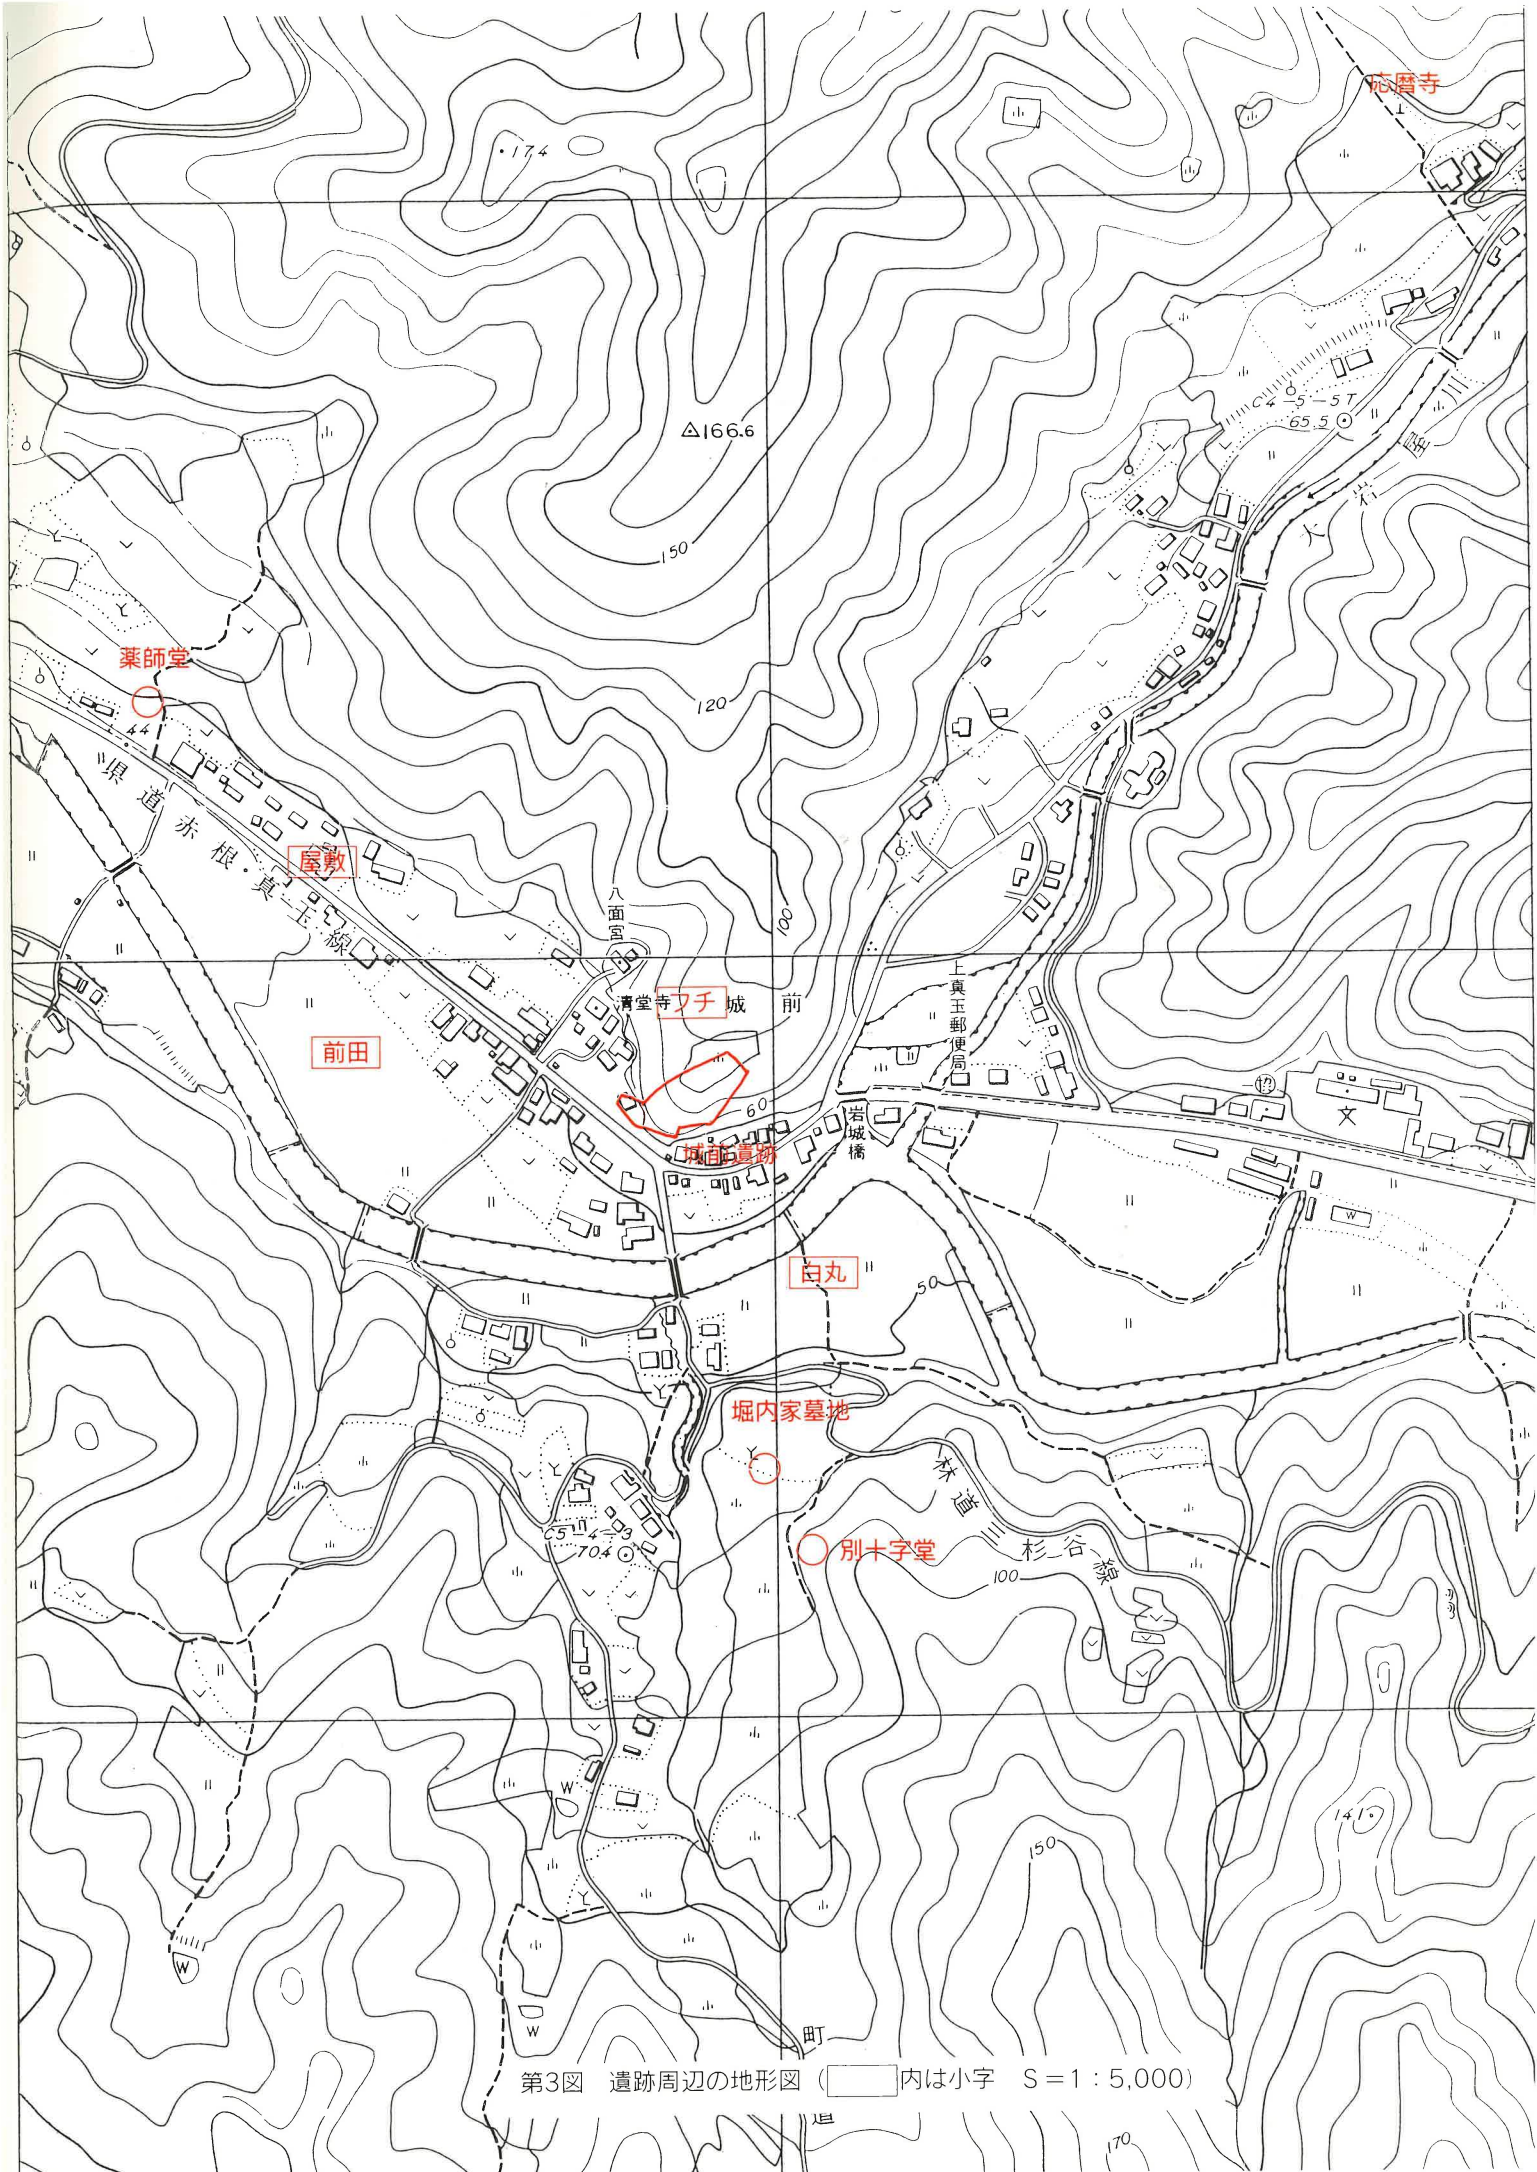 応暦寺
・174
C4-5-5T
65.5
△166.6
大岩屋川
150
薬師堂
120
44
県道赤根・真玉線
屋敷
八面宮
100
上真玉郵便局
清堂寺
フチ
城前
前田
60
文
岩城橋
城前遺跡
W
白丸
50
堀内家墓地
林道三杉谷線
C5-4-3
70.4
別十字堂
100
W
141
150
W
W
町
第3図　遺跡周辺の地形図（　　内は小字　S=1：5,000）
道
170